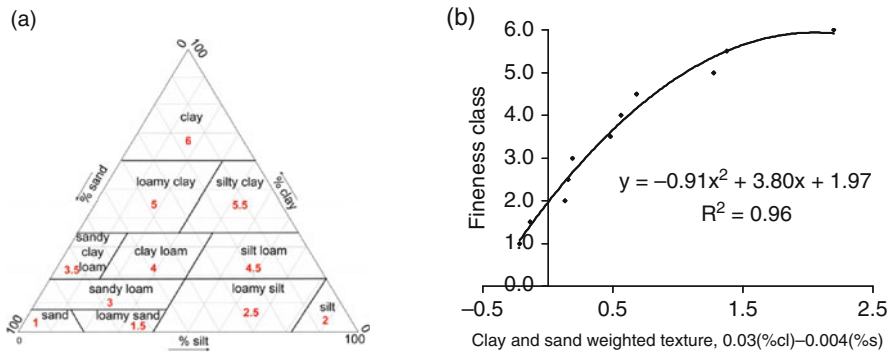 (a)
0 100
clay
6
% sand
% clay
loamy clay
5
silty clay
5.5
sandy
clay
loam
3.5
clay loam
4
silt loam
4.5
sandy loam
3
loamy silt
2.5
sand
1
loamy sand
1.5
silt
2
100
0
% silt
100
0
(b)
Fineness class
6.0
5.0
4.0
3.0
2.0
1.0
0.0
y = –0.91x² + 3.80x + 1.97
R² = 0.96
–0.5
0.5
1.5
2.5
Clay and sand weighted texture, 0.03(%cl)–0.004(%s)